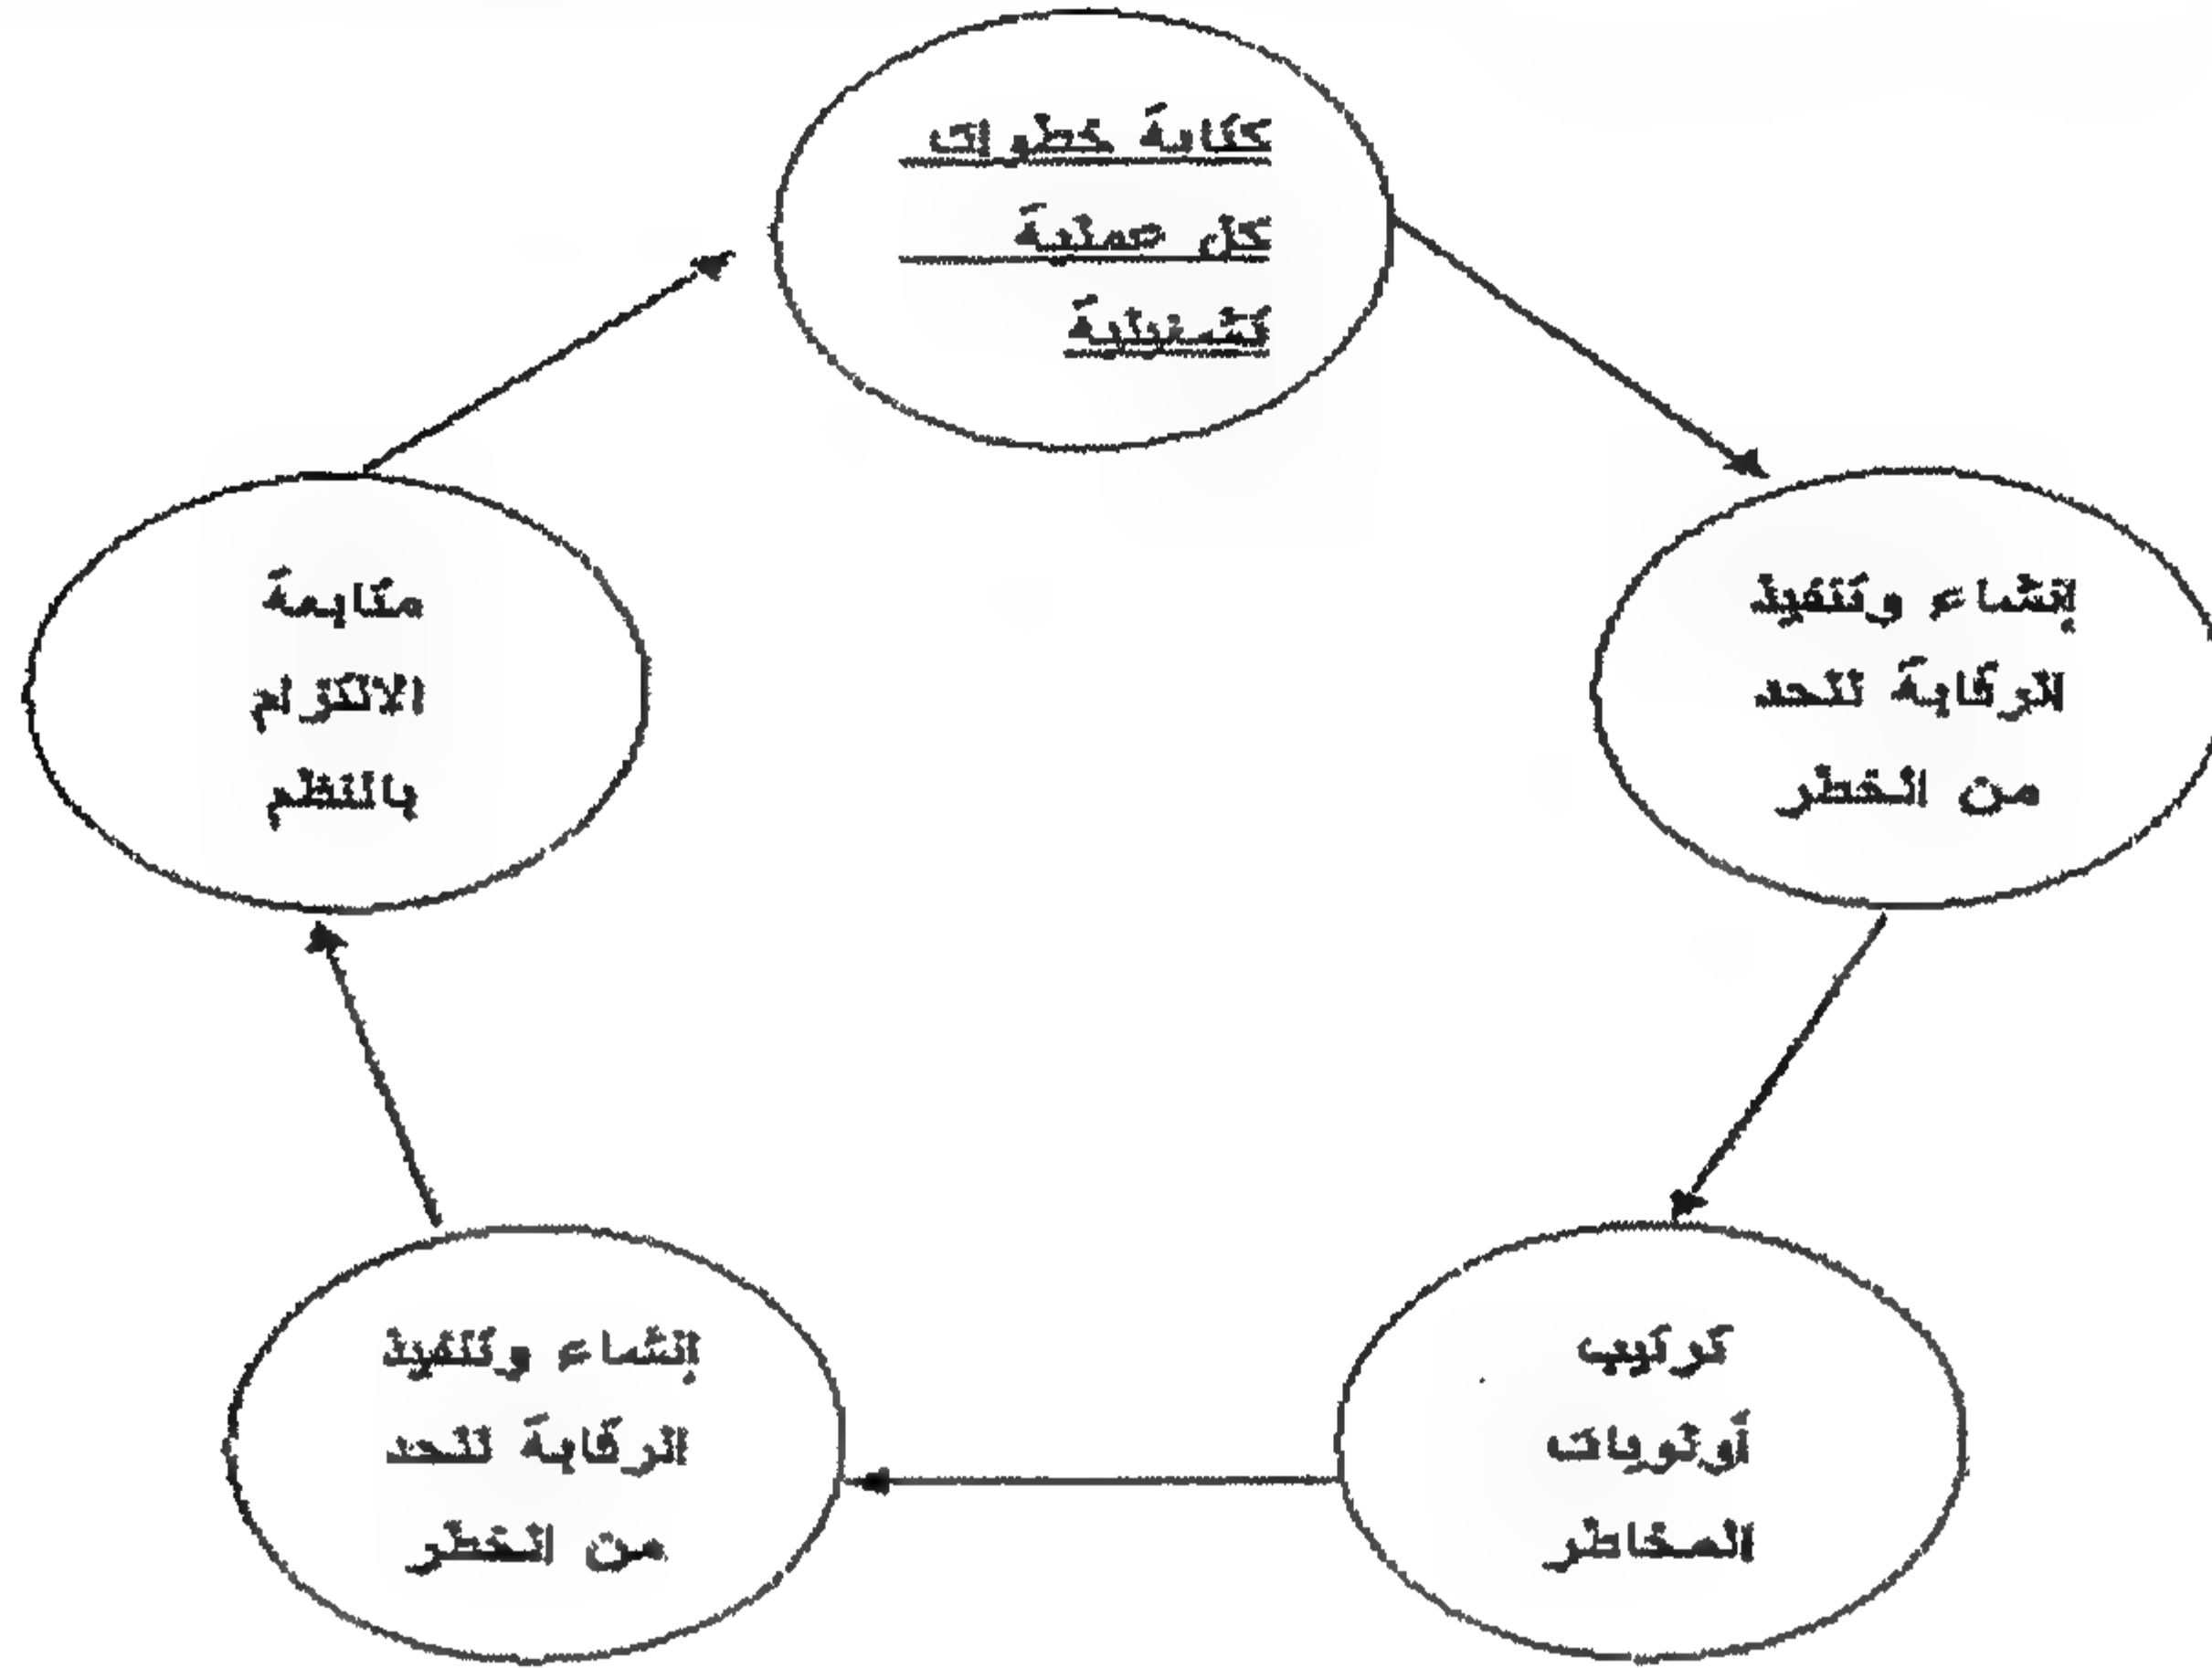 كتابة خطوات
كل عملية
تشغيلية
إنشاء وتنفيذ
الرقابة للحد
من الخطر
تركيب
أولويات
المخاطر
إنشاء وتنفيذ
الرقابة للحد
من الخطر
متابعة
الالتزام
بالنظم